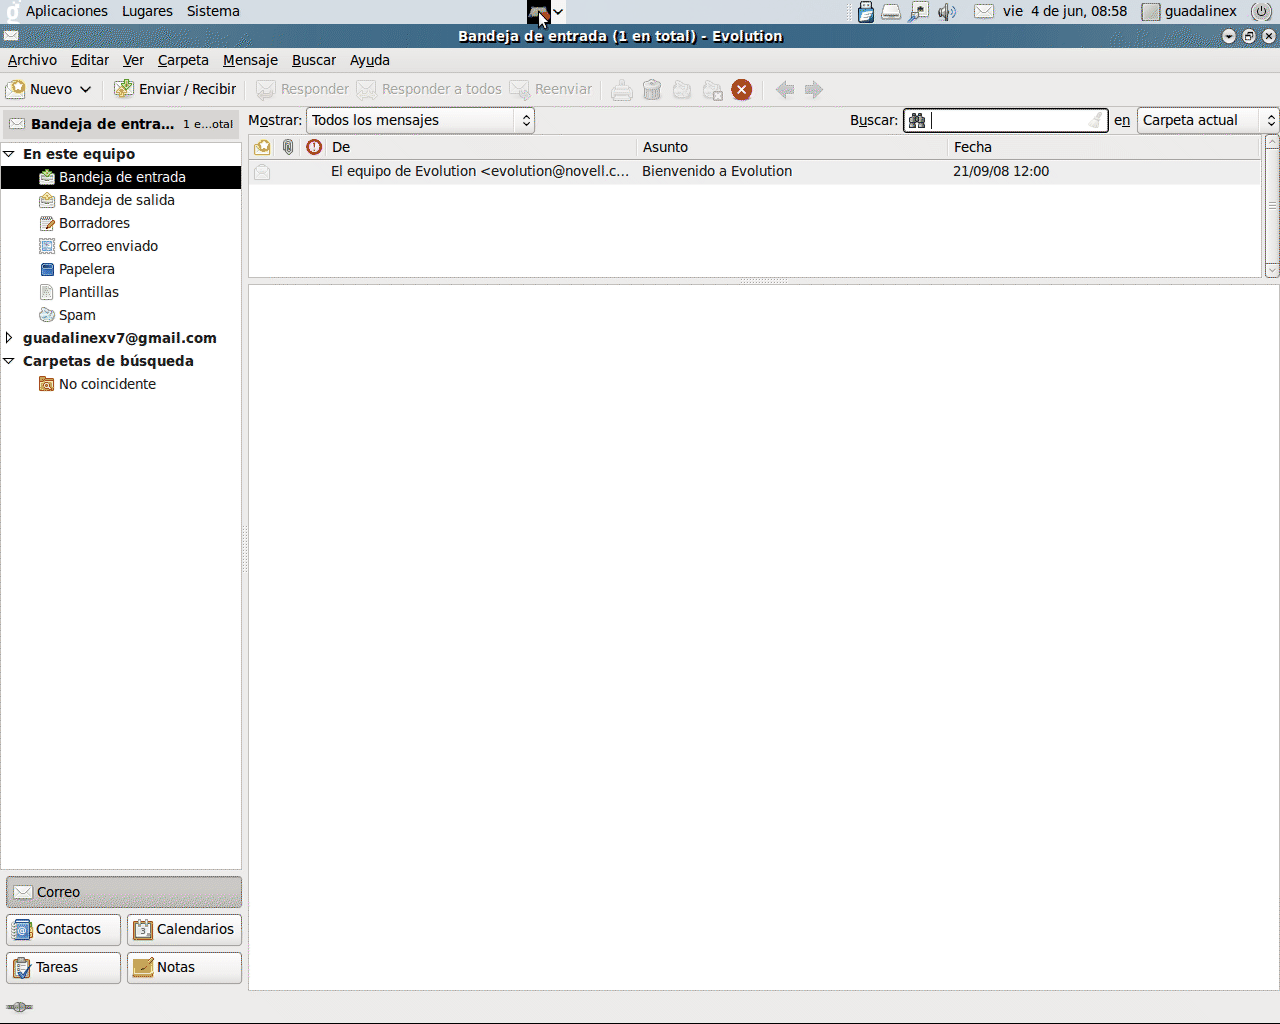 Aplicaciones Lugares Sistema vie 4 de jun, 08:58 guadalinex
Bandeja de entrada (1 en total) - Evolution
Archivo Editar Ver Carpeta Mensaje Buscar Ayuda
Nuevo Enviar / Recibir Responder Responder a todos Reenviar
Bandeja de entra... 1 e...otal
Mostrar: Todos los mensajes Buscar: en Carpeta actual
De Asunto Fecha
El equipo de Evolution <evolution@novell.c... Bienvenido a Evolution 21/09/08 12:00
En este equipo
Bandeja de entrada
Bandeja de salida
Borradores
Correo enviado
Papelera
Plantillas
Spam
guadalinexv7@gmail.com
Carpetas de búsqueda
No coincidente
Correo
Contactos Calendarios
Tareas Notas